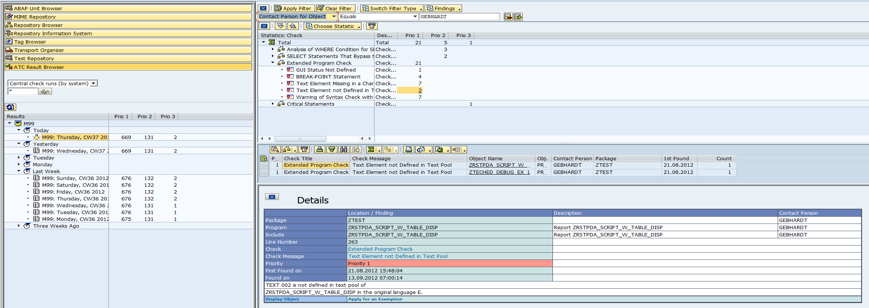 ABAP Unit Browser
MIME Repository
Repository Browser
Repository Information System
Tag Browser
Transport Organizer
Test Repository
ATC Result Browser
Central check runs (by system)
*
Results Prio 1 Prio 2 Prio 3
M99
Today
M99: Thursday, CW37 201 669 131 2
Yesterday
M99: Wednesday, CW37 669 131 2
Tuesday
Monday
Last Week
M99: Sunday, CW36 2012 676 132 2
M99: Saturday, CW36 2012 676 132 2
M99: Friday, CW36 2012 676 132 2
M99: Thursday, CW36 2012 676 132 2
M99: Wednesday, CW36 2012 676 131 2
M99: Tuesday, CW36 2012 676 131 1
M99: Monday, CW36 2012 675 131 1
Three Weeks Ago
Apply Filter Clear Filter Switch Filter Type Findings
Contact Person for Object Equals GEBHARDT
Choose Statistic
Statistics: Check Des... Prio 1 Prio 2 Prio 3
Total Total 21 5 1
Analysis of WHERE Condition for SE Check... 3
SELECT Statements That Bypass t Check... 2
Extended Program Check Check... 21
GUI Status Not Defined Check... 1
BREAK-POINT Statement Check... 4
Text Element Missing in a Char Check... 7
Text Element not Defined in T Check... 2
Warning of Syntax Check with Check... 7
Critical Statements Check... 1
P... Check Title Check Message Object Name Obj. Contact Person Package 1st Found Count
1 Extended Program Check Text Element not Defined in Text Pool ZRSTPDA_SCRIPT_W_ PR_ GEBHARDT ZTEST 21.08.2012 1
1 Extended Program Check Text Element not Defined in Text Pool ZTECHED_DEBUG_EX_1 PR_ GEBHARDT ZTEST 21.08.2012 1
Details
Location / Finding Description Contact Person
Package ZTEST GEBHARDT
Program ZRSTPDA_SCRIPT_W_TABLE_DISP Report ZRSTPDA_SCRIPT_W_TABLE_DISP GEBHARDT
Include ZRSTPDA_SCRIPT_W_TABLE_DISP Report ZRSTPDA_SCRIPT_W_TABLE_DISP GEBHARDT
Line Number 263
Check Extended Program Check
Check Message Text Element not Defined in Text Pool
Priority Priority 1
First Found on 21.08.2012 15:48:04
Found on 13.09.2012 07:00:14
TEXT 002 is not defined in text pool of
ZRSTPDA_SCRIPT_W_TABLE_DISP in the original language E.
Display Object Apply for an Exemption